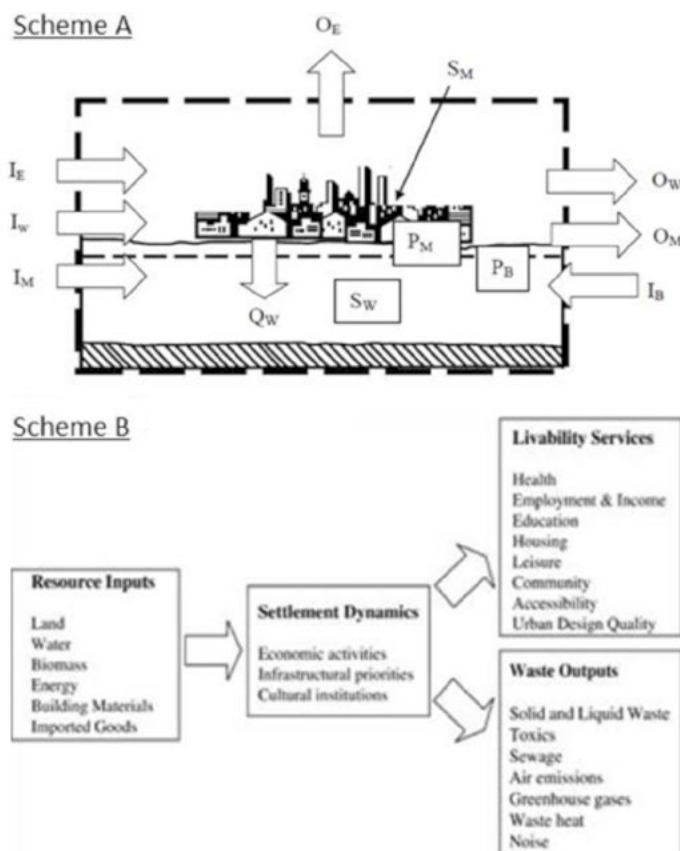 Scheme A
O_E
S_M
I_E
O_W
I_w
O_M
P_M
P_B
I_M
S_W
I_B
Q_W
Scheme B
Livability Services
Health
Employment & Income
Education
Housing
Leisure
Community
Accessibility
Urban Design Quality
Resource Inputs
Land
Water
Biomass
Energy
Building Materials
Imported Goods
Settlement Dynamics
Economic activities
Infrastructural priorities
Cultural institutions
Waste Outputs
Solid and Liquid Waste
Toxics
Sewage
Air emissions
Greenhouse gases
Waste heat
Noise